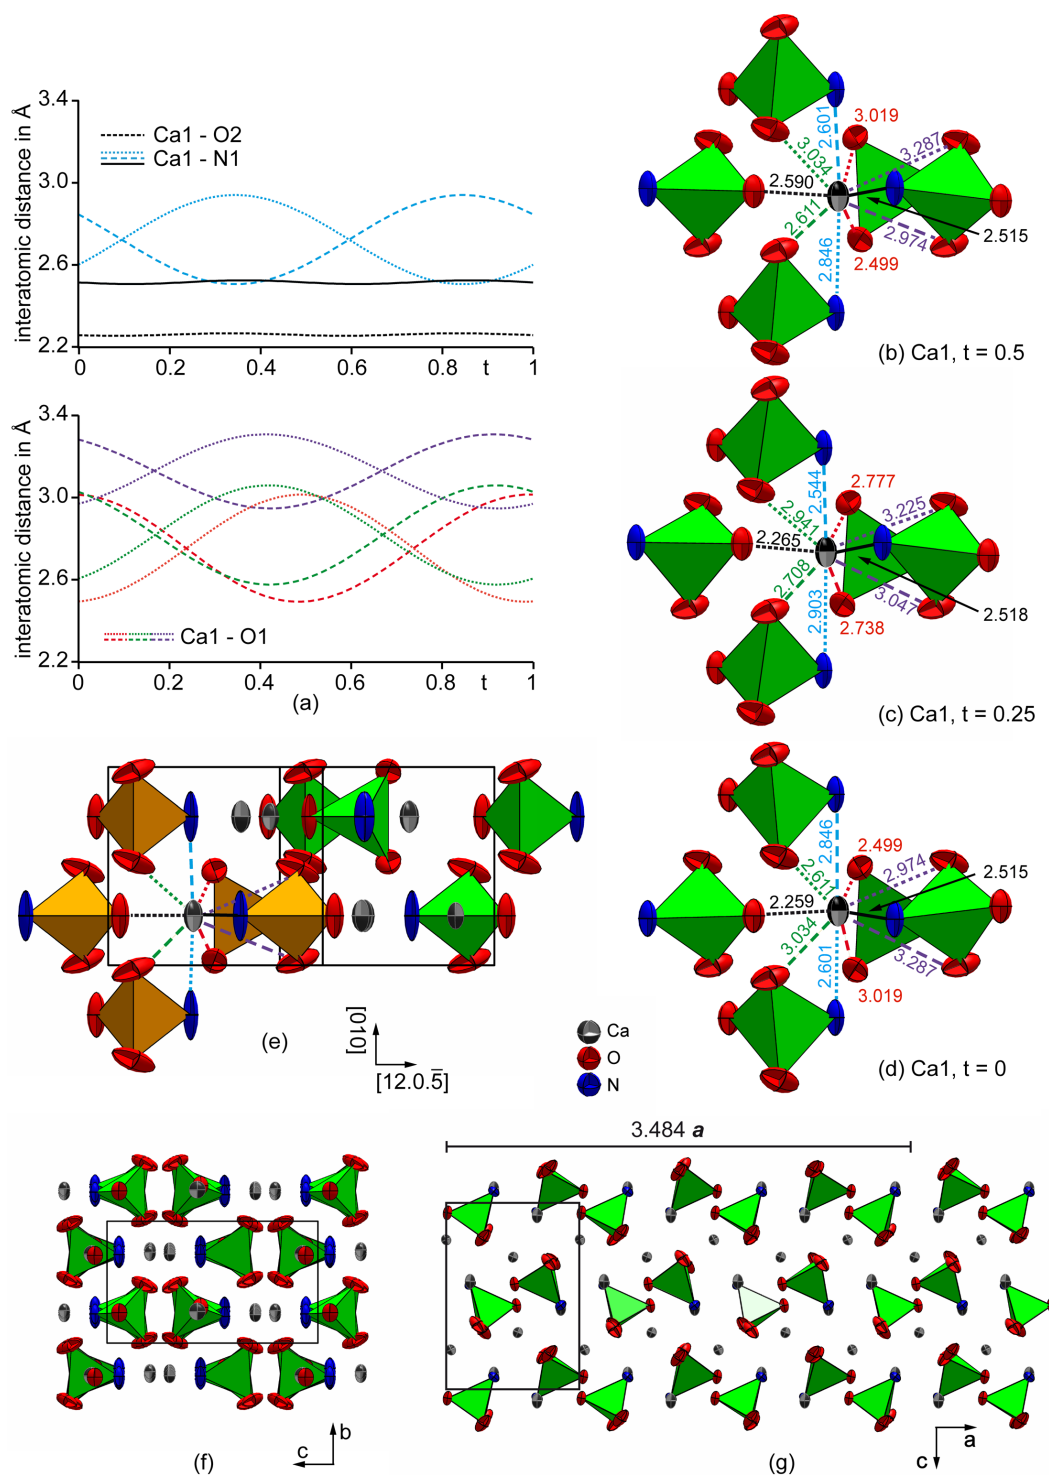 interatomic distance in Å
3.4
3.0
2.6
2.2
Ca1 - O2
Ca1 - N1
0 0.2 0.4 0.6 0.8 t 1
interatomic distance in Å
3.4
3.0
2.6
2.2
Ca1 - O1
0 0.2 0.4 0.6 0.8 t 1
(a)
2.601
3.019
3.034
3.287
2.590
2.611
2.974
2.515
2.846
2.499
(b) Ca1, t = 0.5
2.544
2.777
2.941
3.225
2.265
2.708
3.047
2.518
2.903
2.738
(c) Ca1, t = 0.25
2.846
2.499
2.611
2.974
2.515
2.259
3.034
3.287
2.601
3.019
(d) Ca1, t = 0
(e)
[010]
[12.0.5̅]
Ca
O
N
b
c
(f)
3.484 a
a
c
(g)